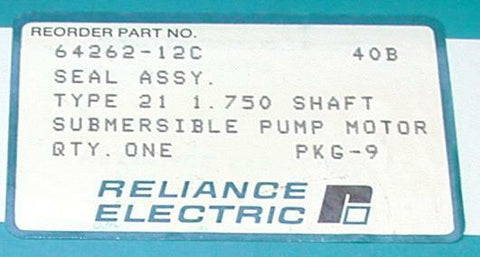 REORDER PART NO.
64262-12C 40B
SEAL ASSY.
TYPE 21 1.750 SHAFT
SUBMERSIBLE PUMP MOTOR
QTY. ONE PKG-9
RELIANCE
ELECTRIC